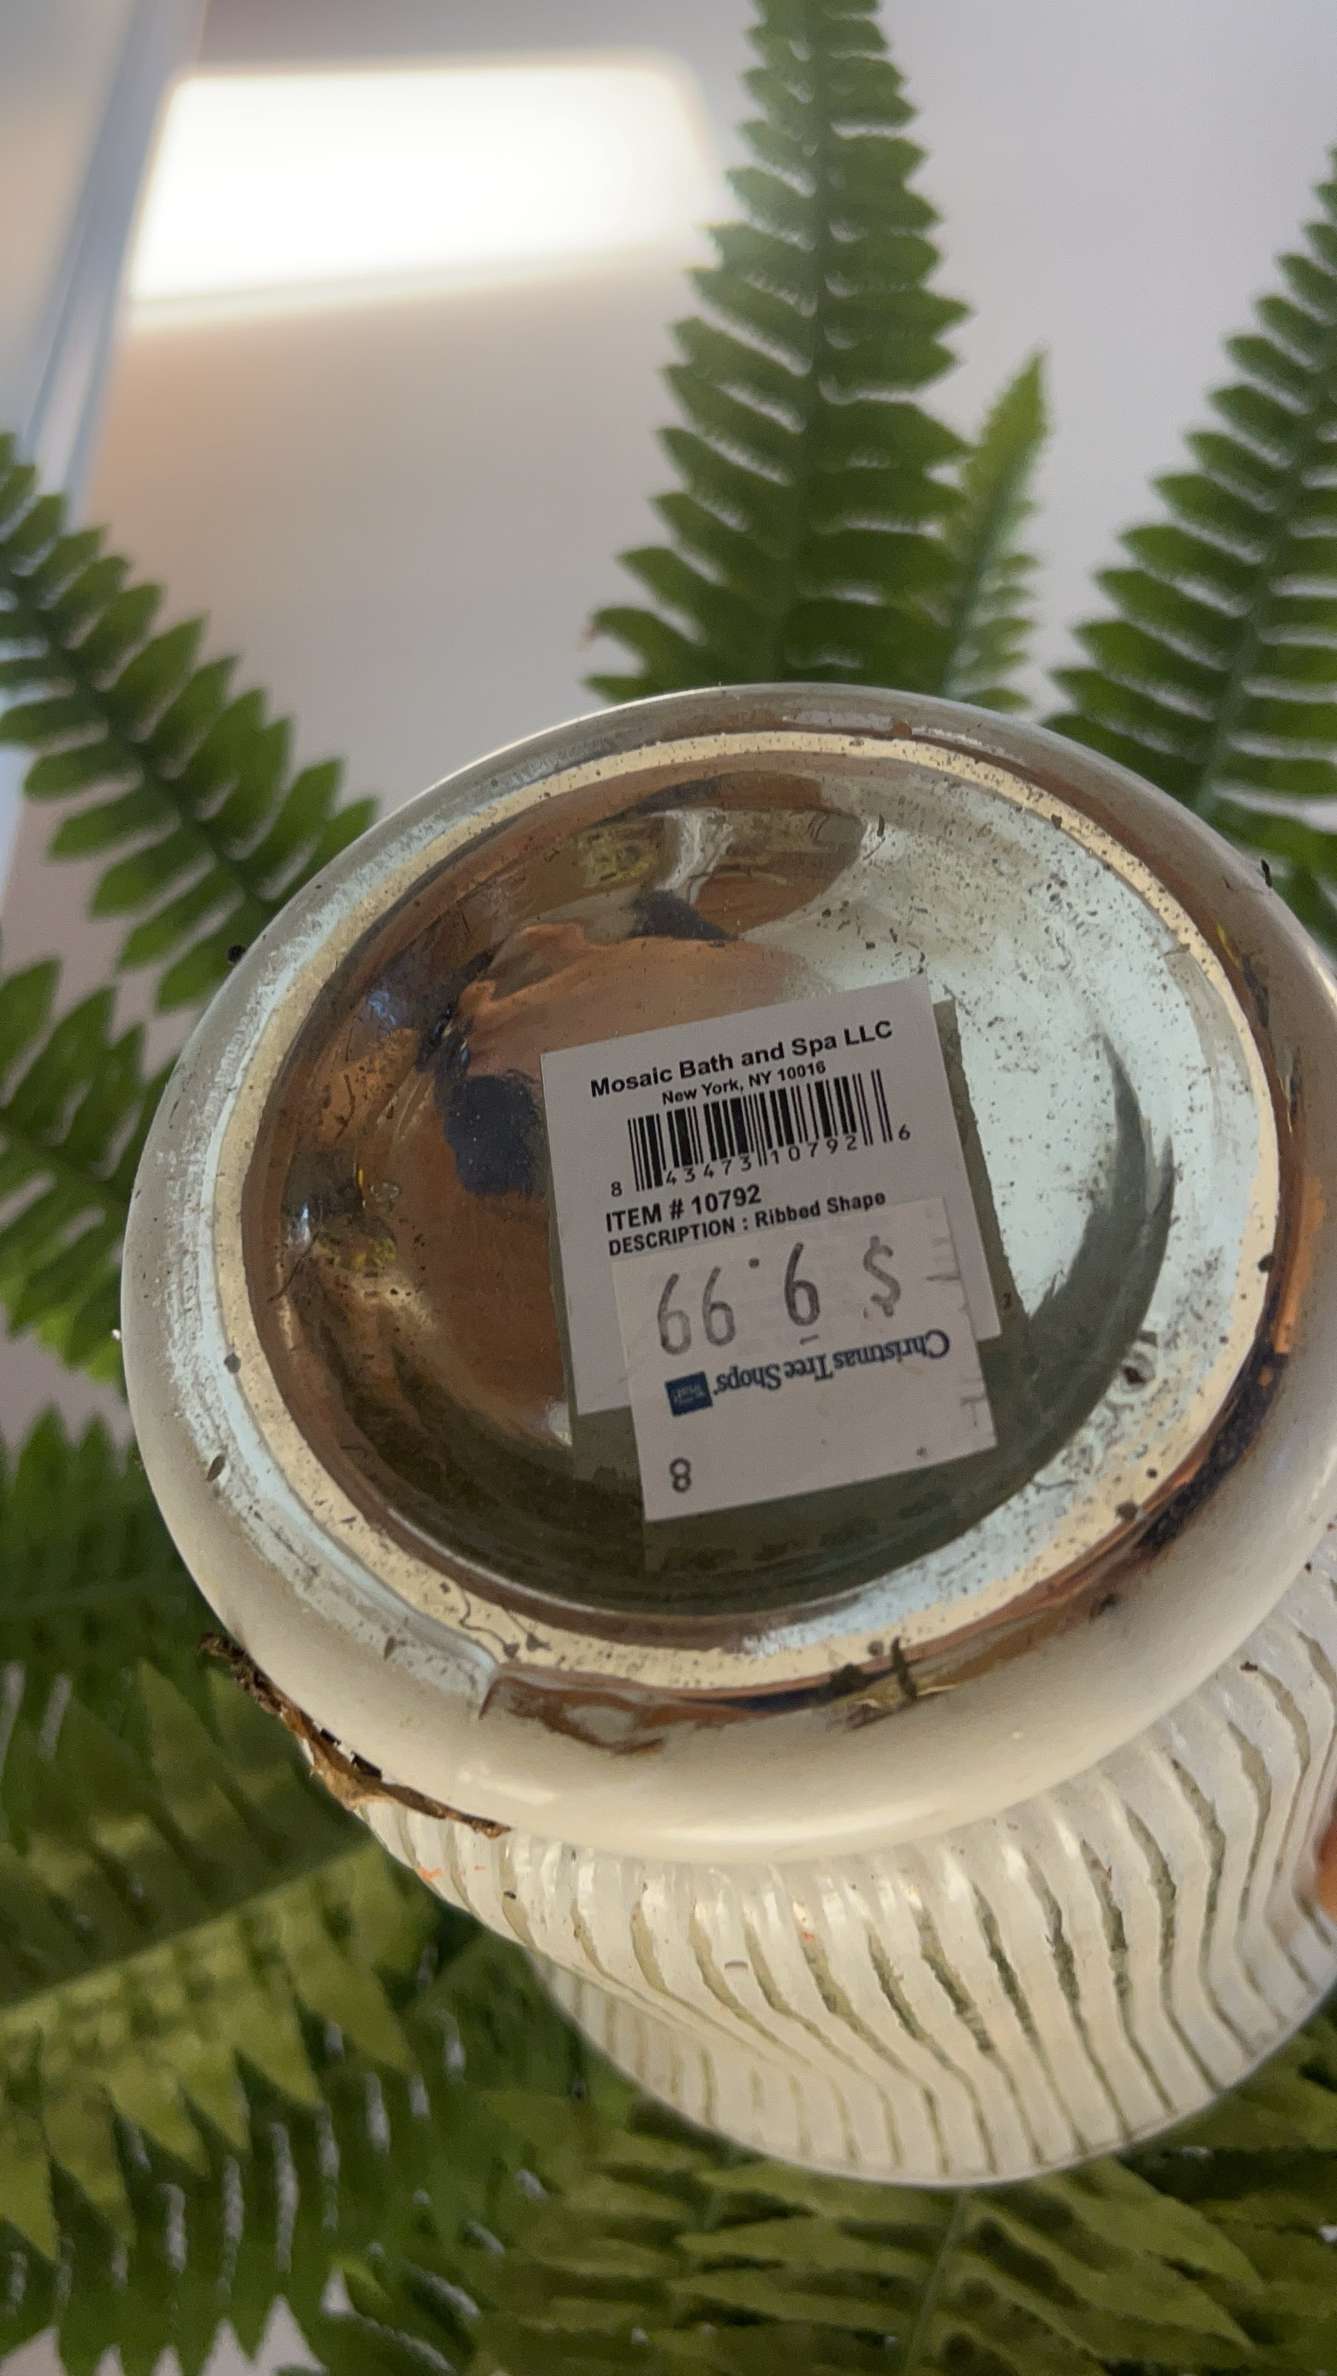 Mosaic Bath and Spa LLC
New York, NY 10016
8 43473 10792 6
ITEM # 10792
DESCRIPTION : Ribbed Shape
8
Christmas Tree Shops
$ 6.99